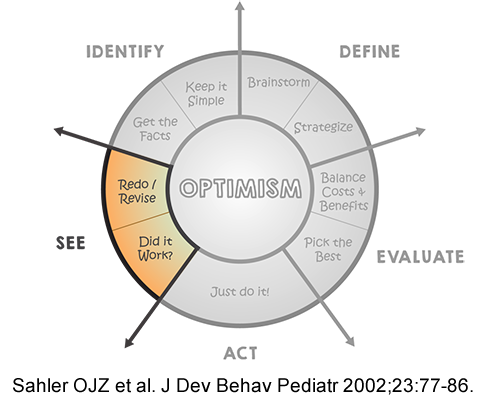 IDENTIFY
DEFINE
Keep it
Simple
Brainstorm
Get the
Facts
Strategize
Redo /
Revise
OPTIMISM
Balance
Costs &
Benefits
SEE
Did it
Work?
Pick the
Best
EVALUATE
Just do it!
ACT
Sahler OJZ et al. J Dev Behav Pediatr 2002;23:77-86.